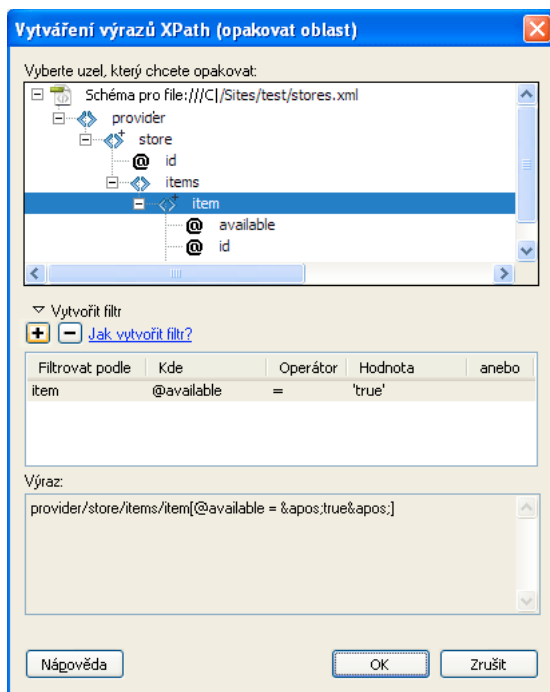 Vytváření výrazů XPath (opakovat oblast)
Vyberte uzel, který chcete opakovat:
Schéma pro file:///C|/Sites/test/stores.xml
provider
store
@ id
items
item
@ available
@ id
Vytvořit filtr
+ − Jak vytvořit filtr?
Filtrovat podle Kde Operátor Hodnota anebo
item @available = 'true'
Výraz:
provider/store/items/item[@available = &apos;true&apos;]
Nápověda OK Zrušit